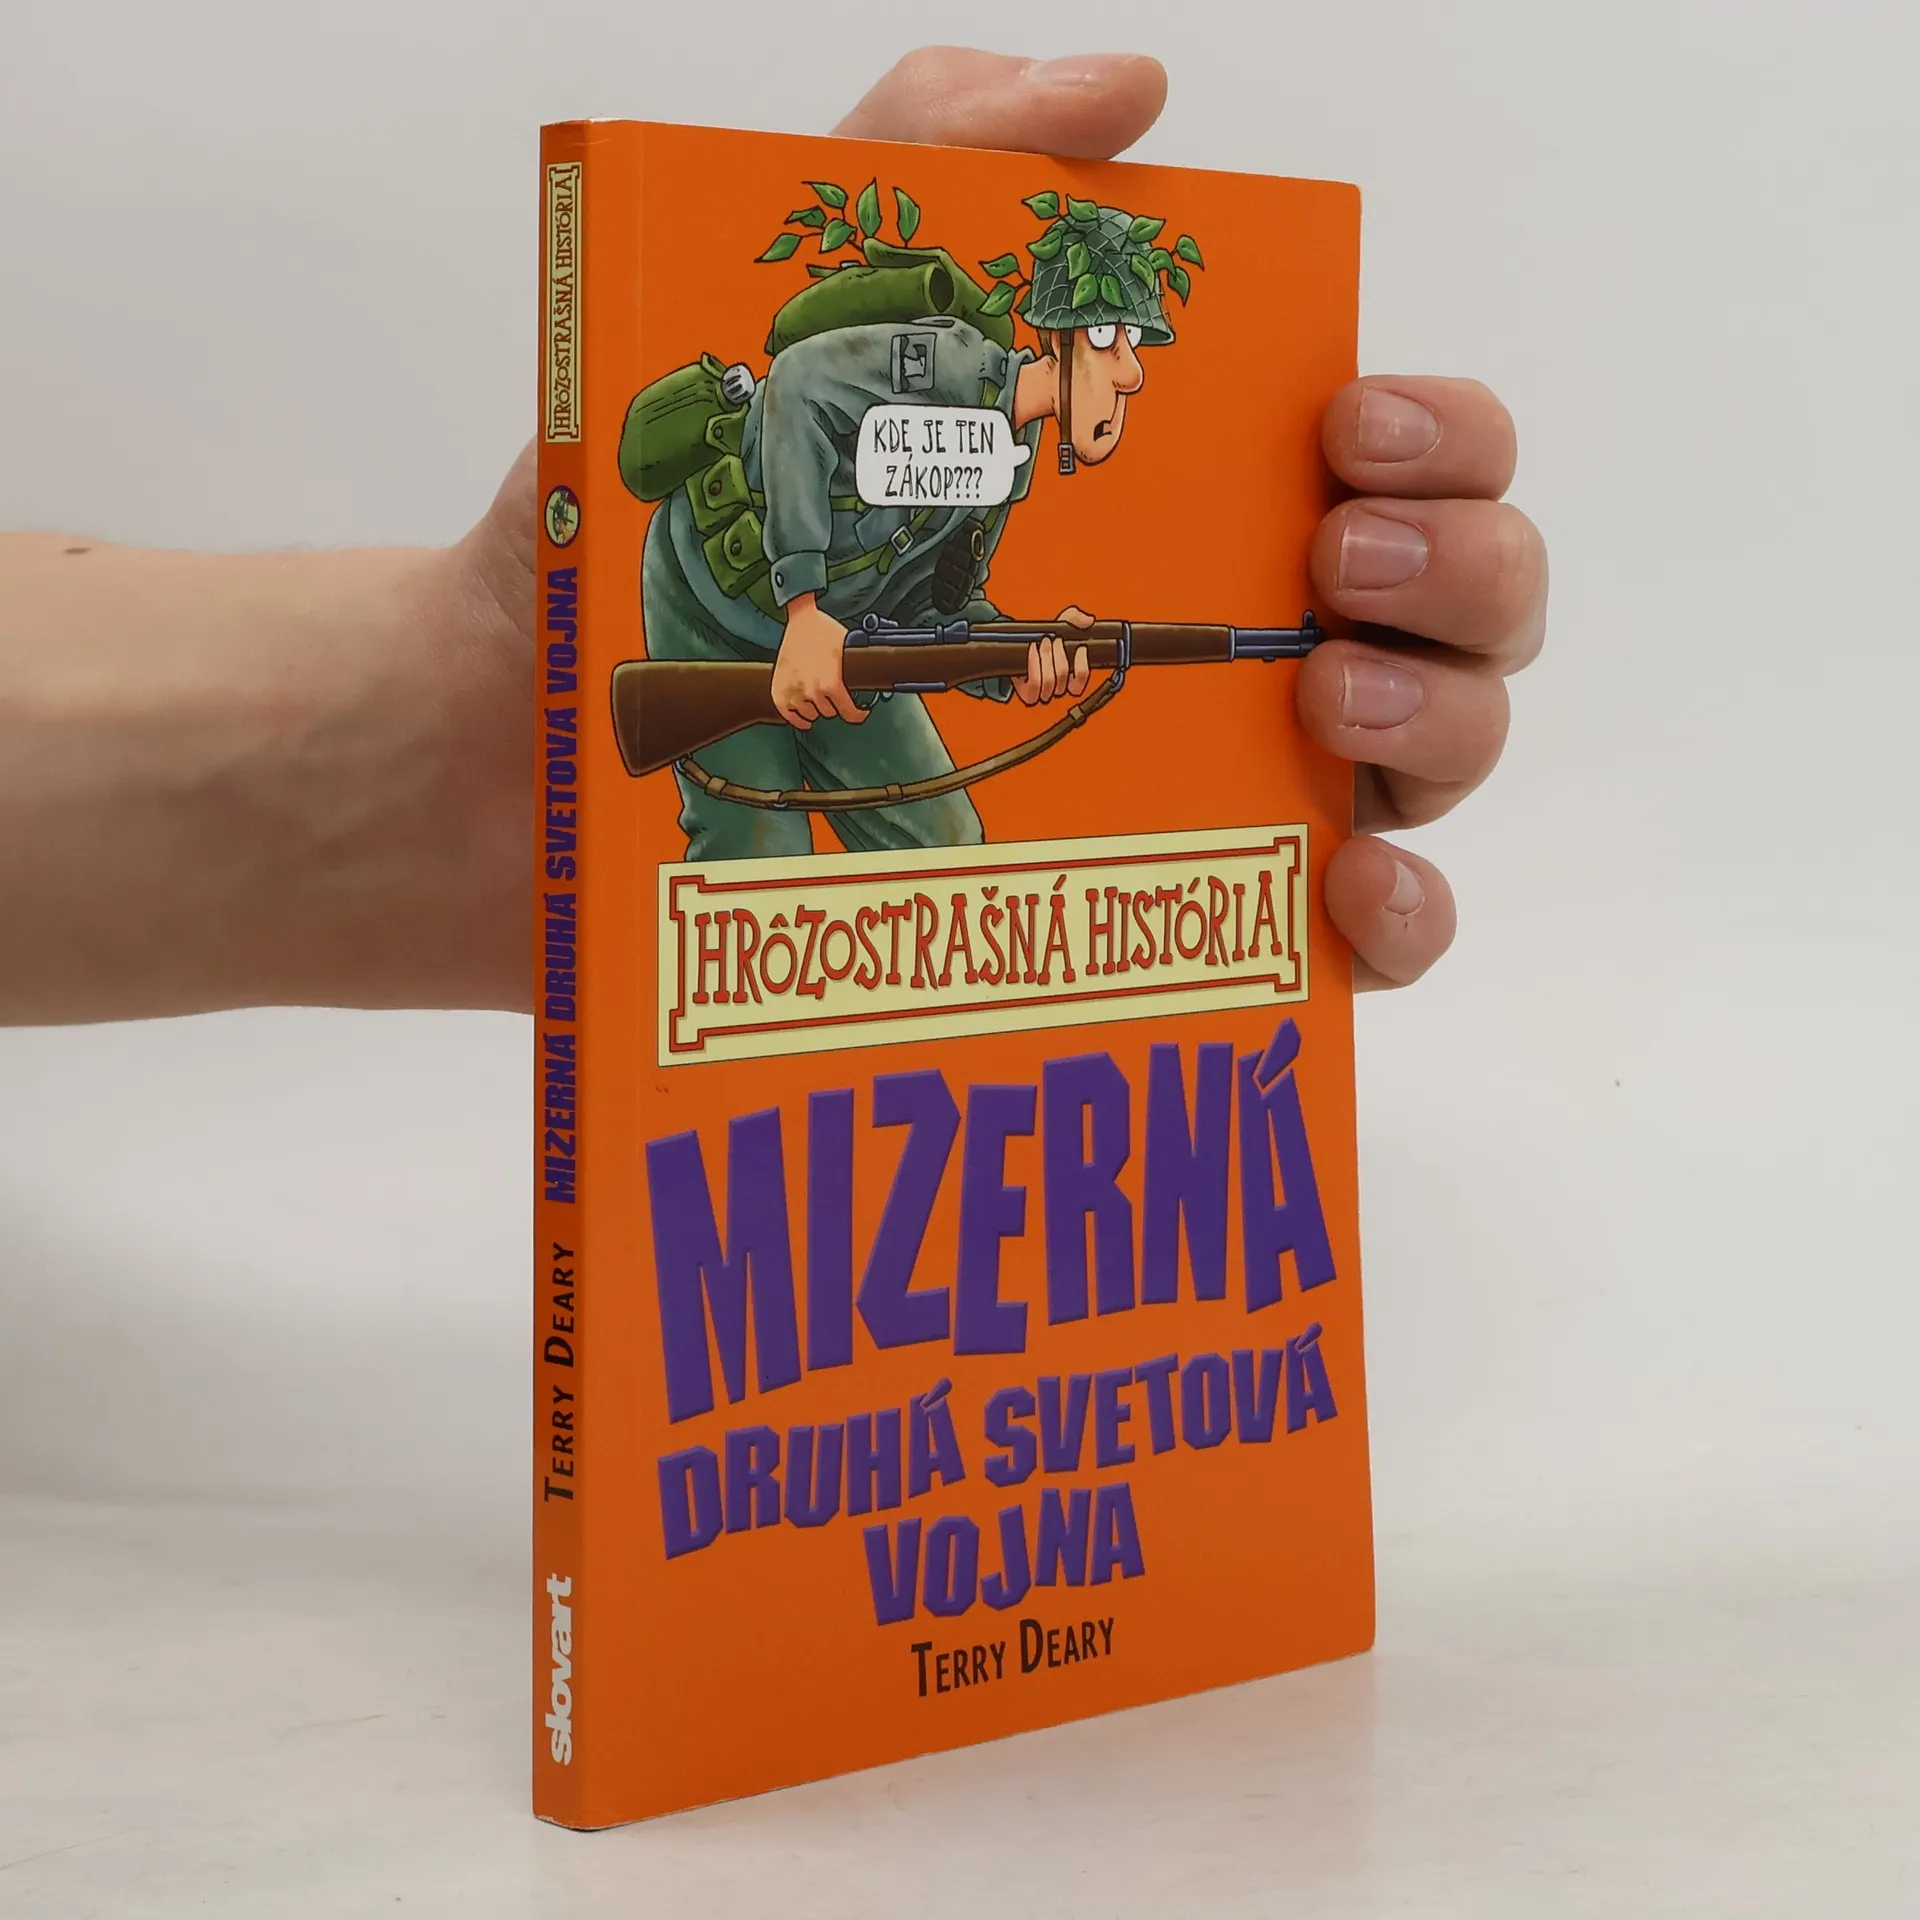 HRÔZOSTRAŠNÁ HISTÓRIA
MIZERNÁ DRUHÁ SVETOVÁ VOJNA
TERRY DEARY
slovart
KDE JE TEN
ZÁKOP???
HRÔZOSTRAŠNÁ HISTÓRIA
MIZERNÁ
DRUHÁ SVETOVÁ
VOJNA
TERRY DEARY